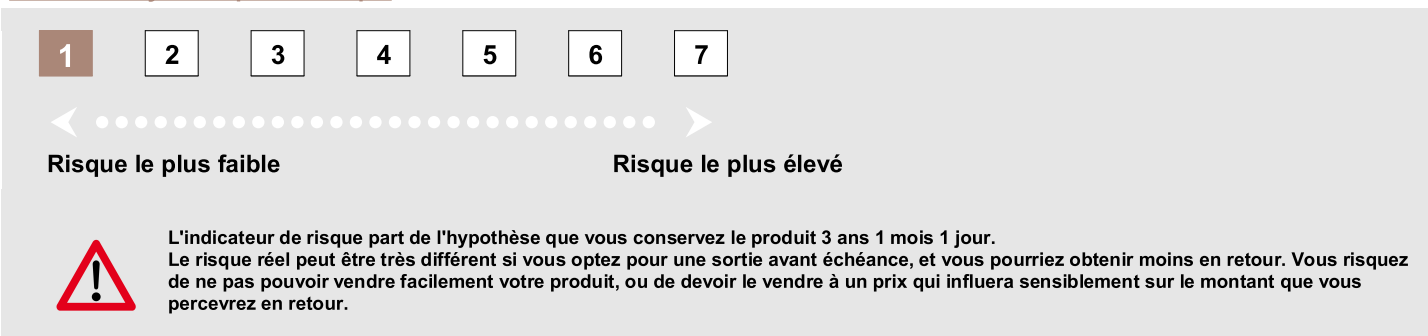 1 2 3 4 5 6 7
Risque le plus faible Risque le plus élevé
L'indicateur de risque part de l'hypothèse que vous conservez le produit 3 ans 1 mois 1 jour.
Le risque réel peut être très différent si vous optez pour une sortie avant échéance, et vous pourriez obtenir moins en retour. Vous risquez
de ne pas pouvoir vendre facilement votre produit, ou de devoir le vendre à un prix qui influera sensiblement sur le montant que vous
percevrez en retour.